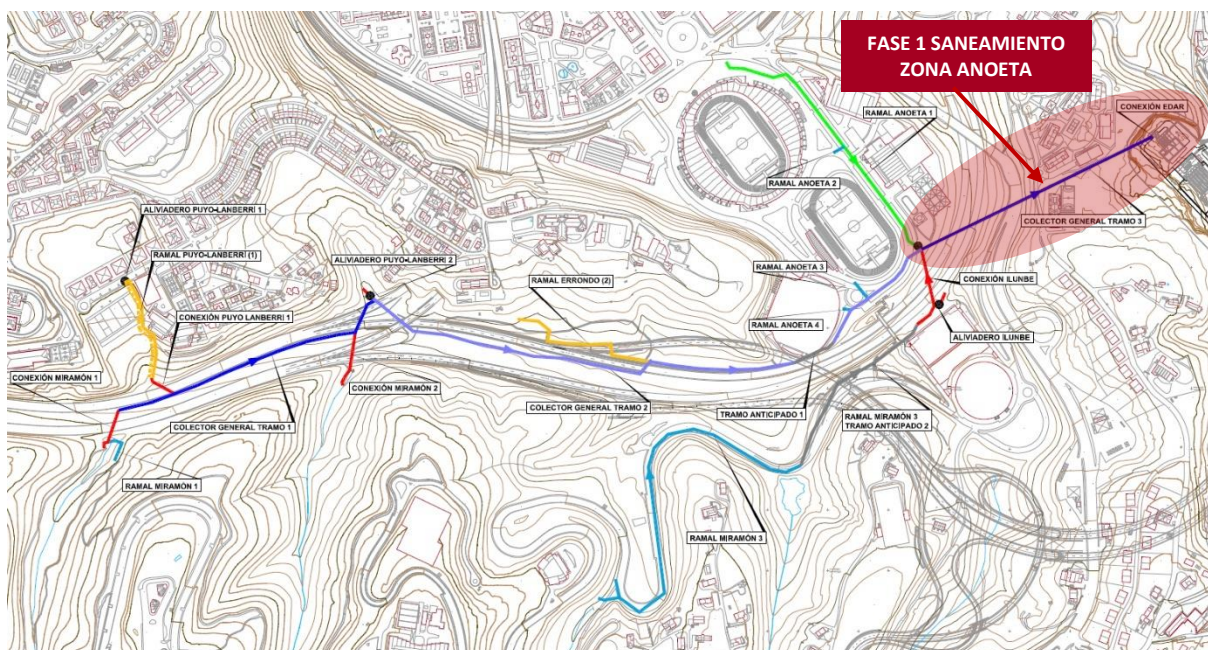 FASE 1 SANEAMIENTO
ZONA ANOETA
CONEXIÓN EDAR
RAMAL ANOETA 1
RAMAL ANOETA 2
COLECTOR GENERAL TRAMO 3
ALIVIADERO PUYO-LANBERRI 1
RAMAL PUYO-LANBERRI (1)
ALIVIADERO PUYO-LANBERRI 2
RAMAL ERRONDO (2)
RAMAL ANOETA 3
CONEXIÓN ILUNBE
CONEXIÓN PUYO LANBERRI 1
RAMAL ANOETA 4
ALIVIADERO ILUNBE
CONEXIÓN MIRAMÓN 1
CONEXIÓN MIRAMÓN 2
COLECTOR GENERAL TRAMO 2
TRAMO ANTICIPADO 1
RAMAL MIRAMÓN 3
TRAMO ANTICIPADO 2
COLECTOR GENERAL TRAMO 1
RAMAL MIRAMÓN 1
RAMAL MIRAMÓN 3